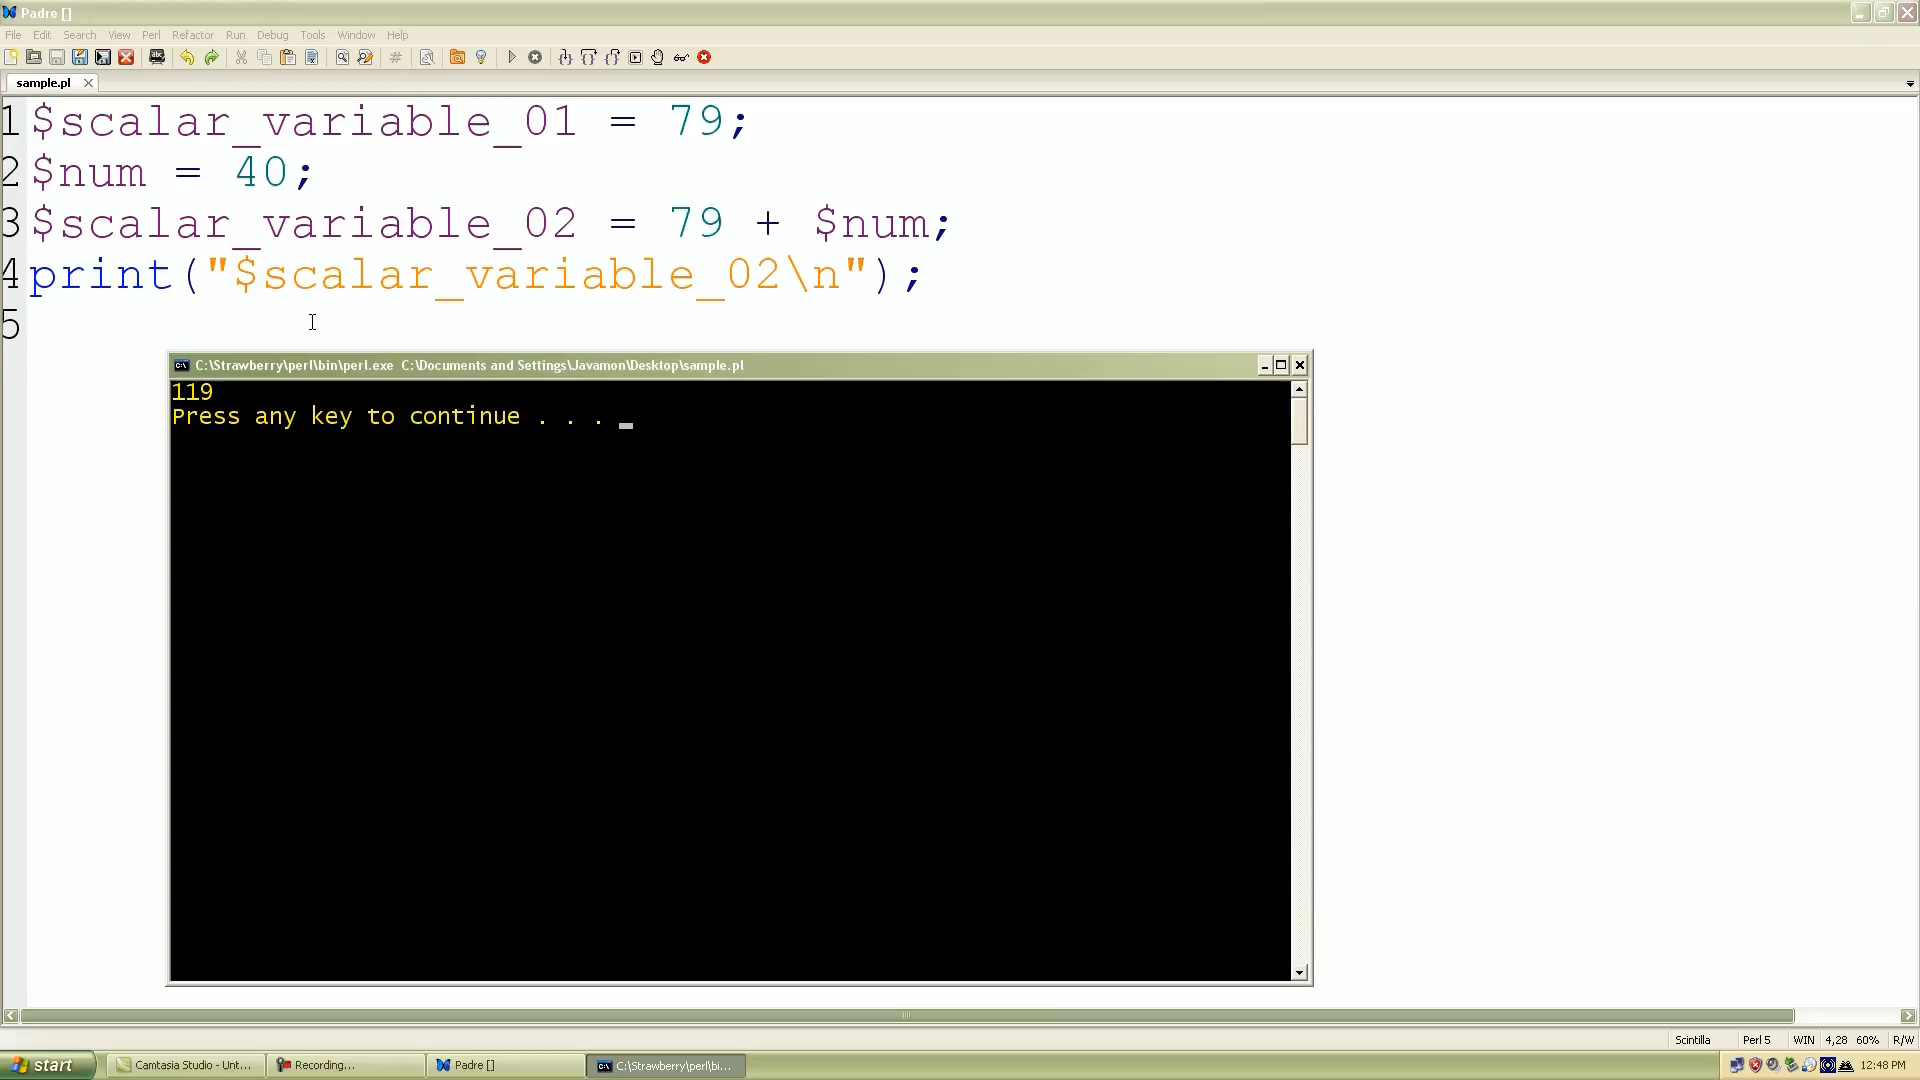 Padre []
File Edit Search View Perl Refactor Run Debug Tools Window Help
sample.pl
1 $scalar_variable_01 = 79;
2 $num = 40;
3 $scalar_variable_02 = 79 + $num;
4 print("$scalar_variable_02\n");
5
C:\Strawberry\perl\bin\perl.exe C:\Documents and Settings\Javamon\Desktop\sample.pl
119
Press any key to continue . . .
Scintilla Perl 5 WIN 4,28 60% R/W
start Camtasia Studio - Unt... Recording... Padre [] C:\Strawberry\perl\bi... 12:48 PM